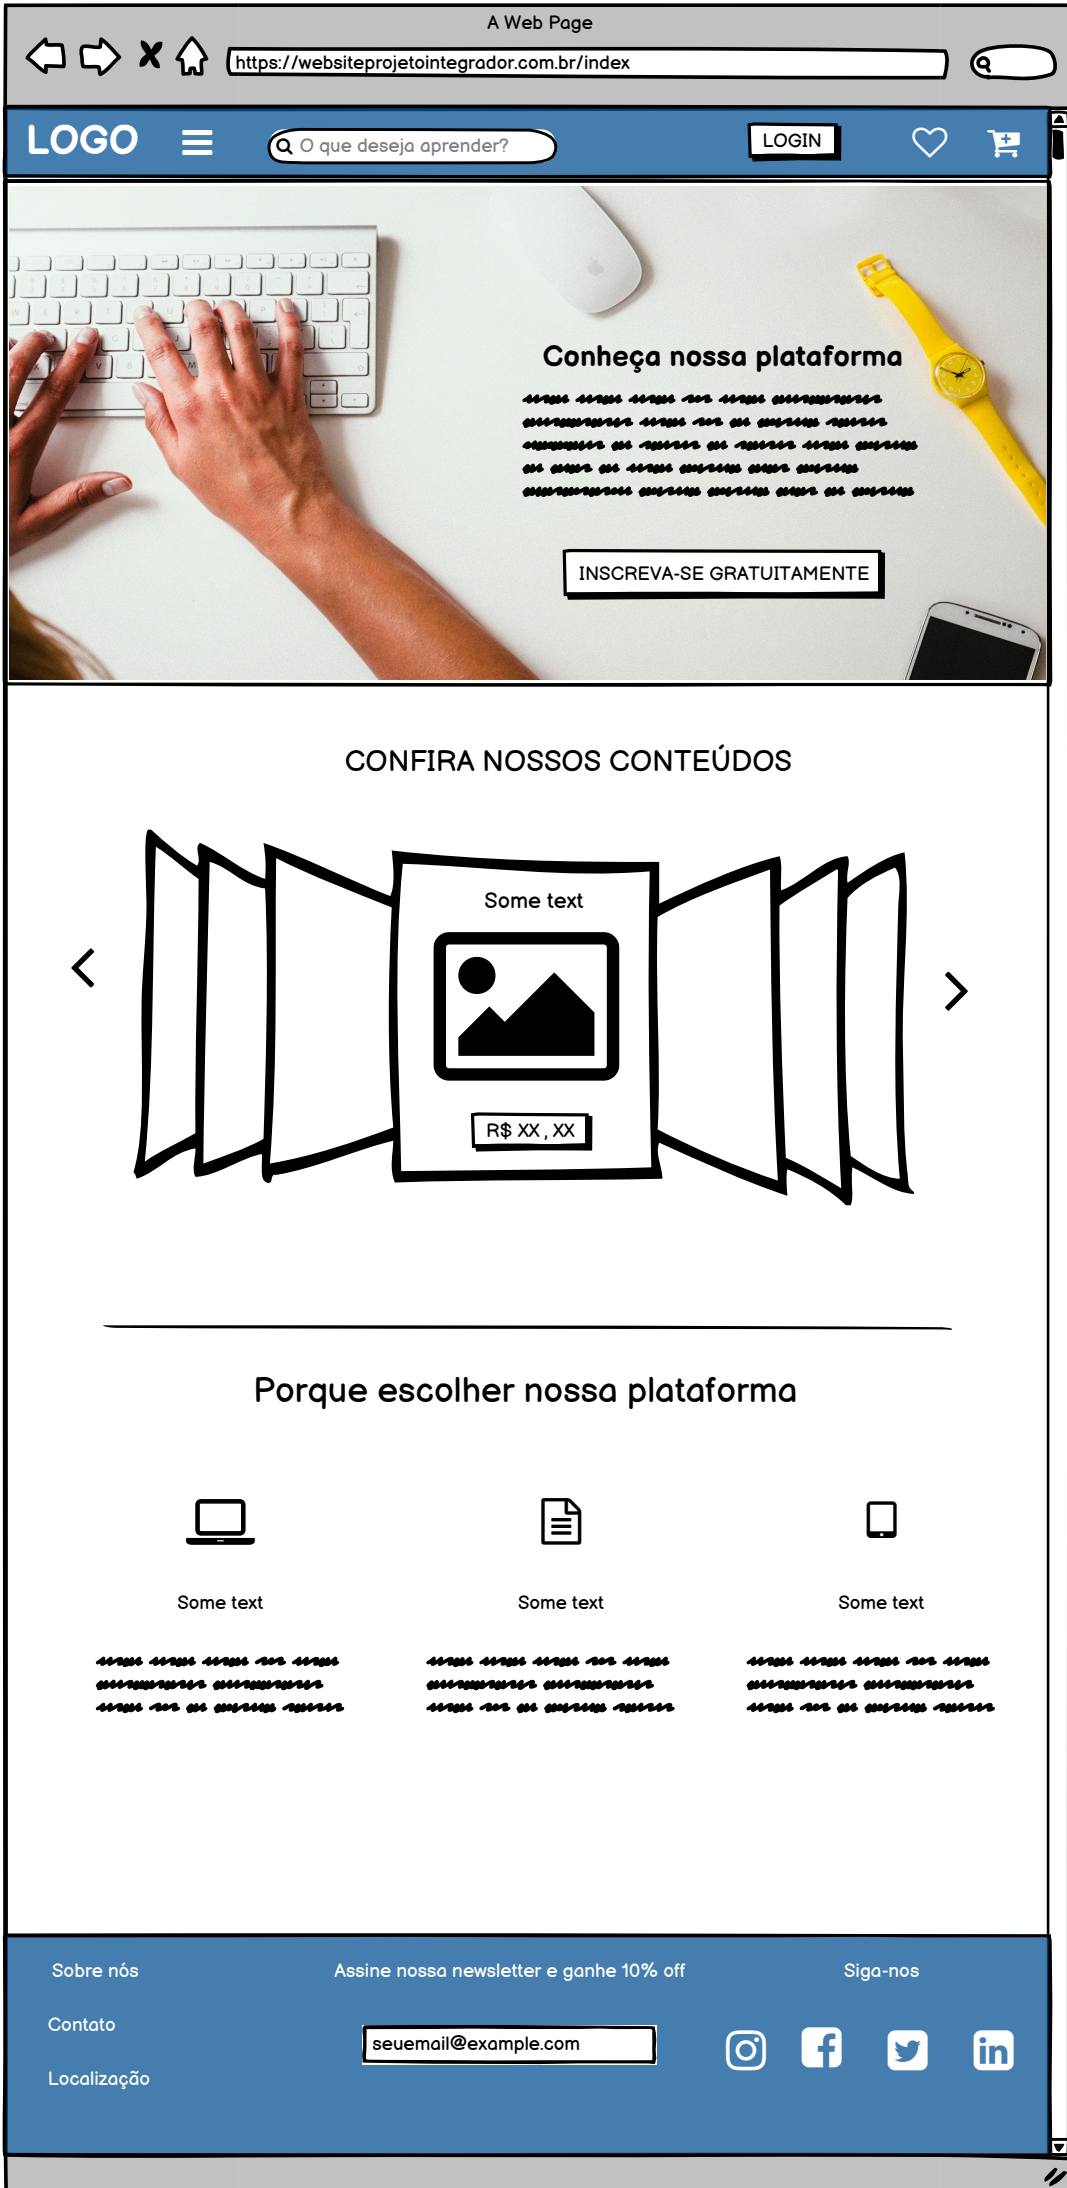 A Web Page
https://websiteprojetointegrador.com.br/index
LOGO
O que deseja aprender?
LOGIN
Conheça nossa plataforma
INSCREVA-SE GRATUITAMENTE
CONFIRA NOSSOS CONTEÚDOS
Some text
R$ XX , XX
Porque escolher nossa plataforma
Some text
Some text
Some text
Sobre nós
Assine nossa newsletter e ganhe 10% off
Siga-nos
Contato
seuemail@example.com
Localização